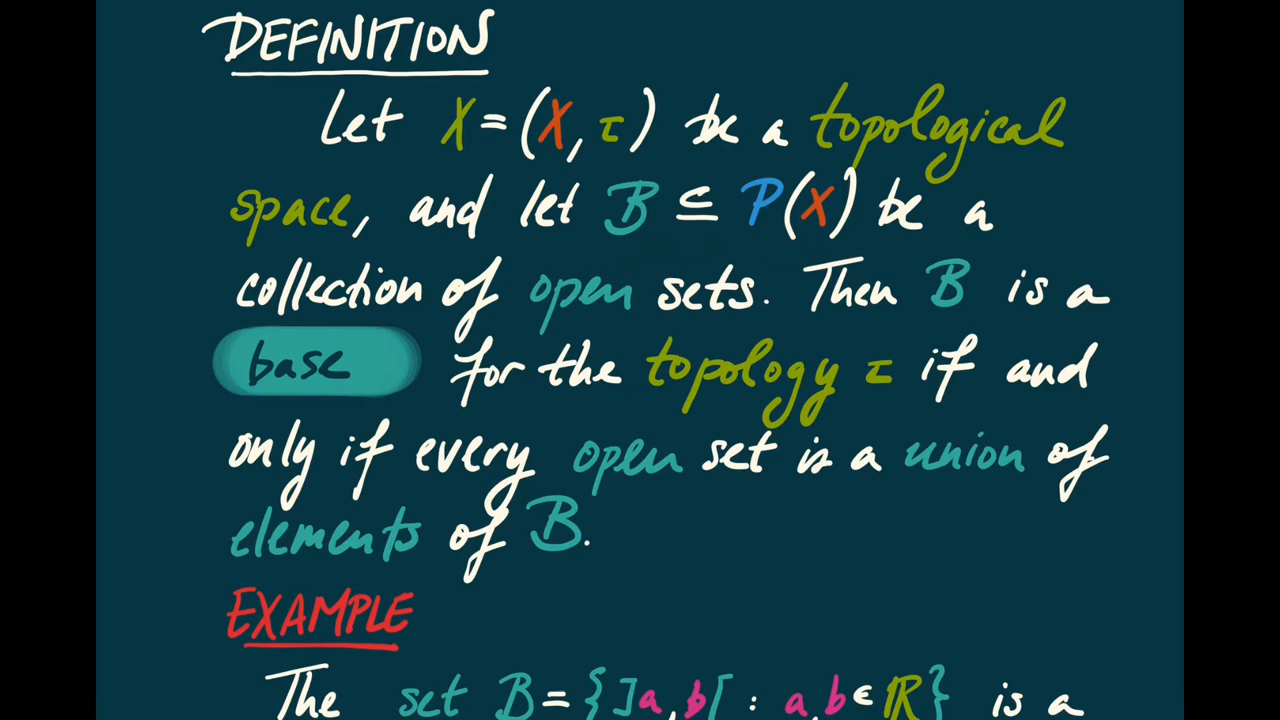 DEFINITION
Let X = (X, τ) be a topological
space, and let B ⊆ P(X) be a
collection of open sets. Then B is a
base for the topology τ if and
only if every open set is a union of
elements of B.
EXAMPLE
The set B = {]a,b[ : a,b ∈ ℝ} is a